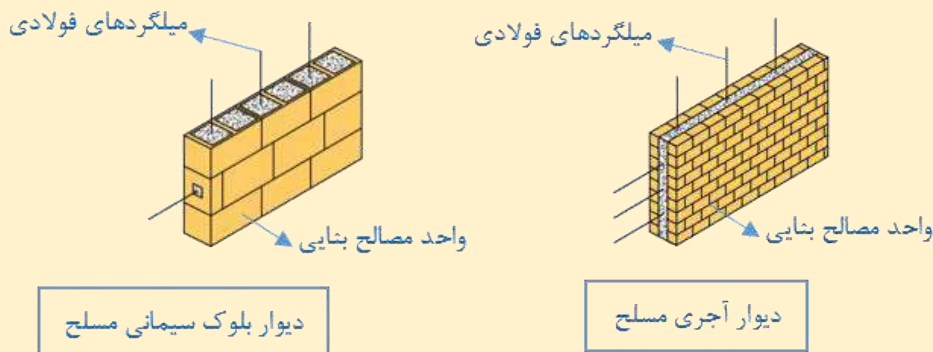 میلگردهای فولادی
میلگردهای فولادی
واحد مصالح بنایی
واحد مصالح بنایی
دیوار آجری مسلح
دیوار بلوک سیمانی مسلح